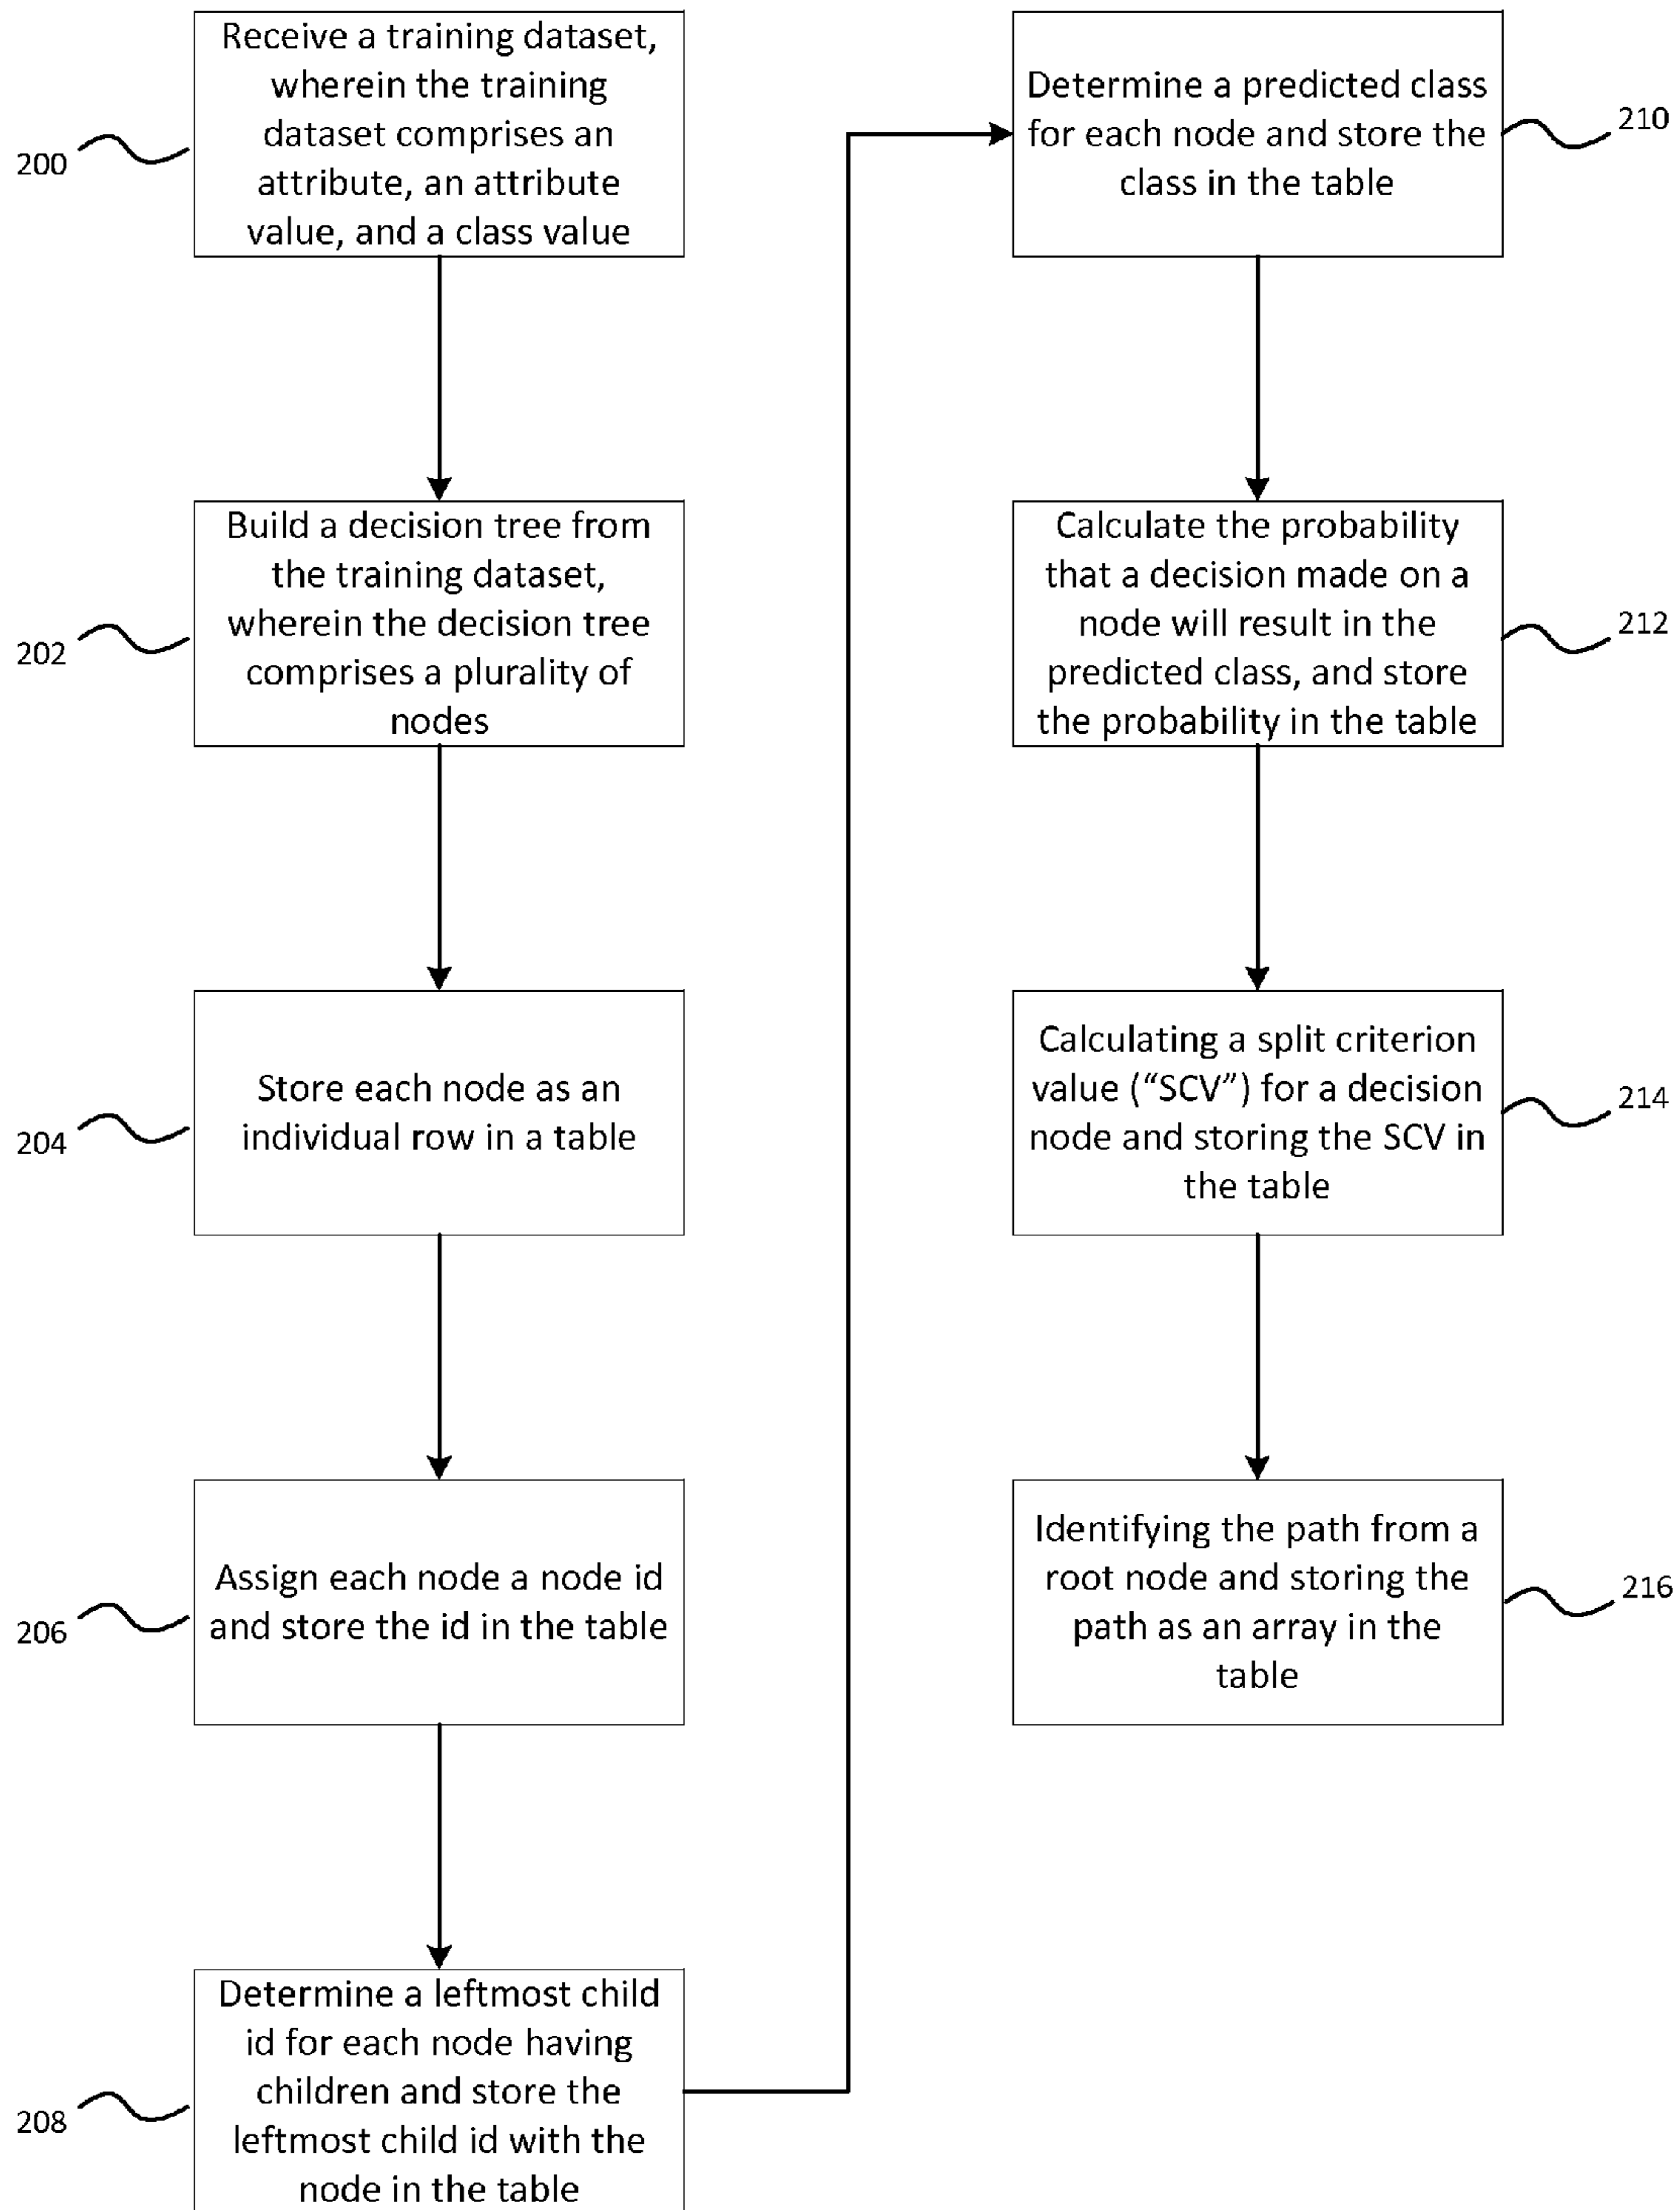 Receive a training dataset,
wherein the training
dataset comprises an
attribute, an attribute
value, and a class value
200
Build a decision tree from
the training dataset,
wherein the decision tree
comprises a plurality of
nodes
202
Store each node as an
individual row in a table
204
Assign each node a node id
and store the id in the table
206
Determine a leftmost child
id for each node having
children and store the
leftmost child id with the
node in the table
208
Determine a predicted class
for each node and store the
class in the table
210
Calculate the probability
that a decision made on a
node will result in the
predicted class, and store
the probability in the table
212
Calculating a split criterion
value (“SCV”) for a decision
node and storing the SCV in
the table
214
Identifying the path from a
root node and storing the
path as an array in the
table
216